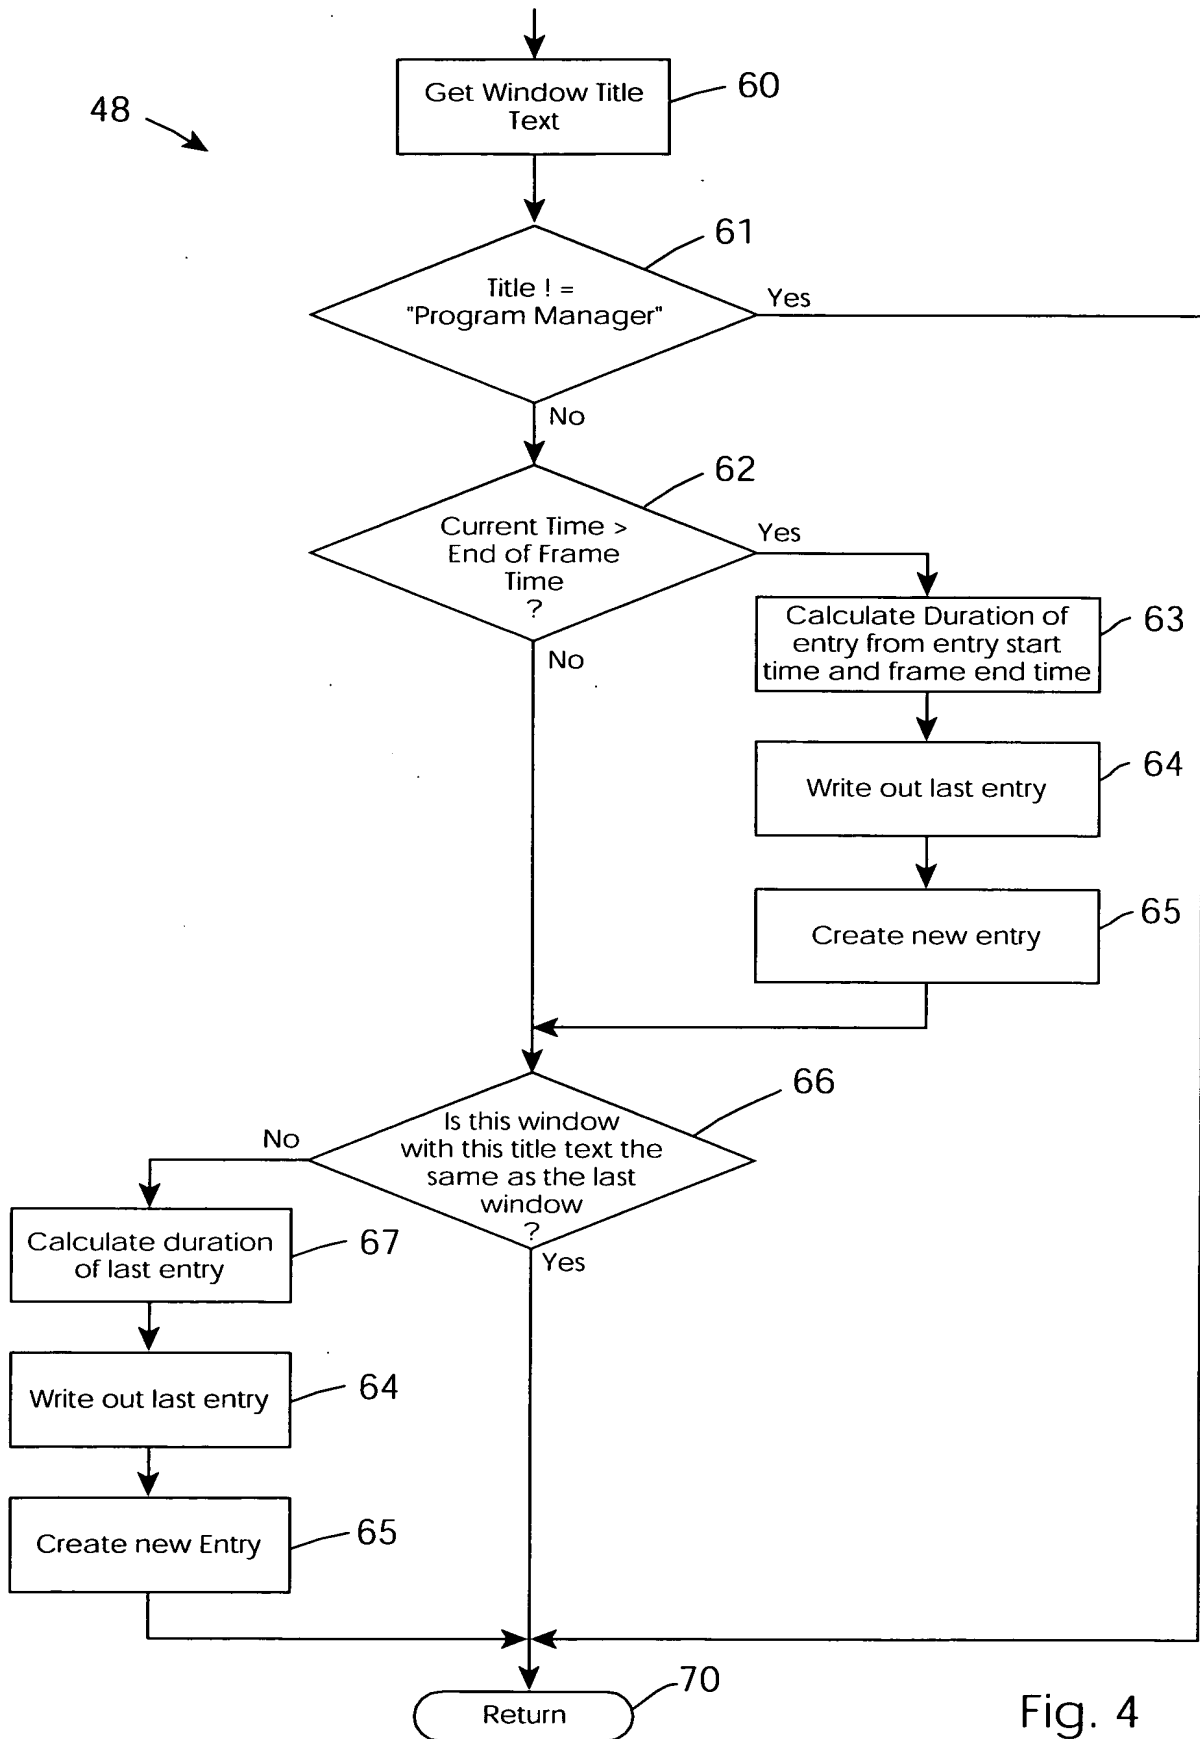 48
Get Window Title
Text
60
Title ! =
"Program Manager"
61
Yes
No
Current Time >
End of Frame
Time
?
62
Yes
No
Calculate Duration of
entry from entry start
time and frame end time
63
Write out last entry
64
Create new entry
65
Is this window
with this title text the
same as the last
window
?
66
No
Yes
Calculate duration
of last entry
67
Write out last entry
64
Create new Entry
65
Return
70
Fig. 4